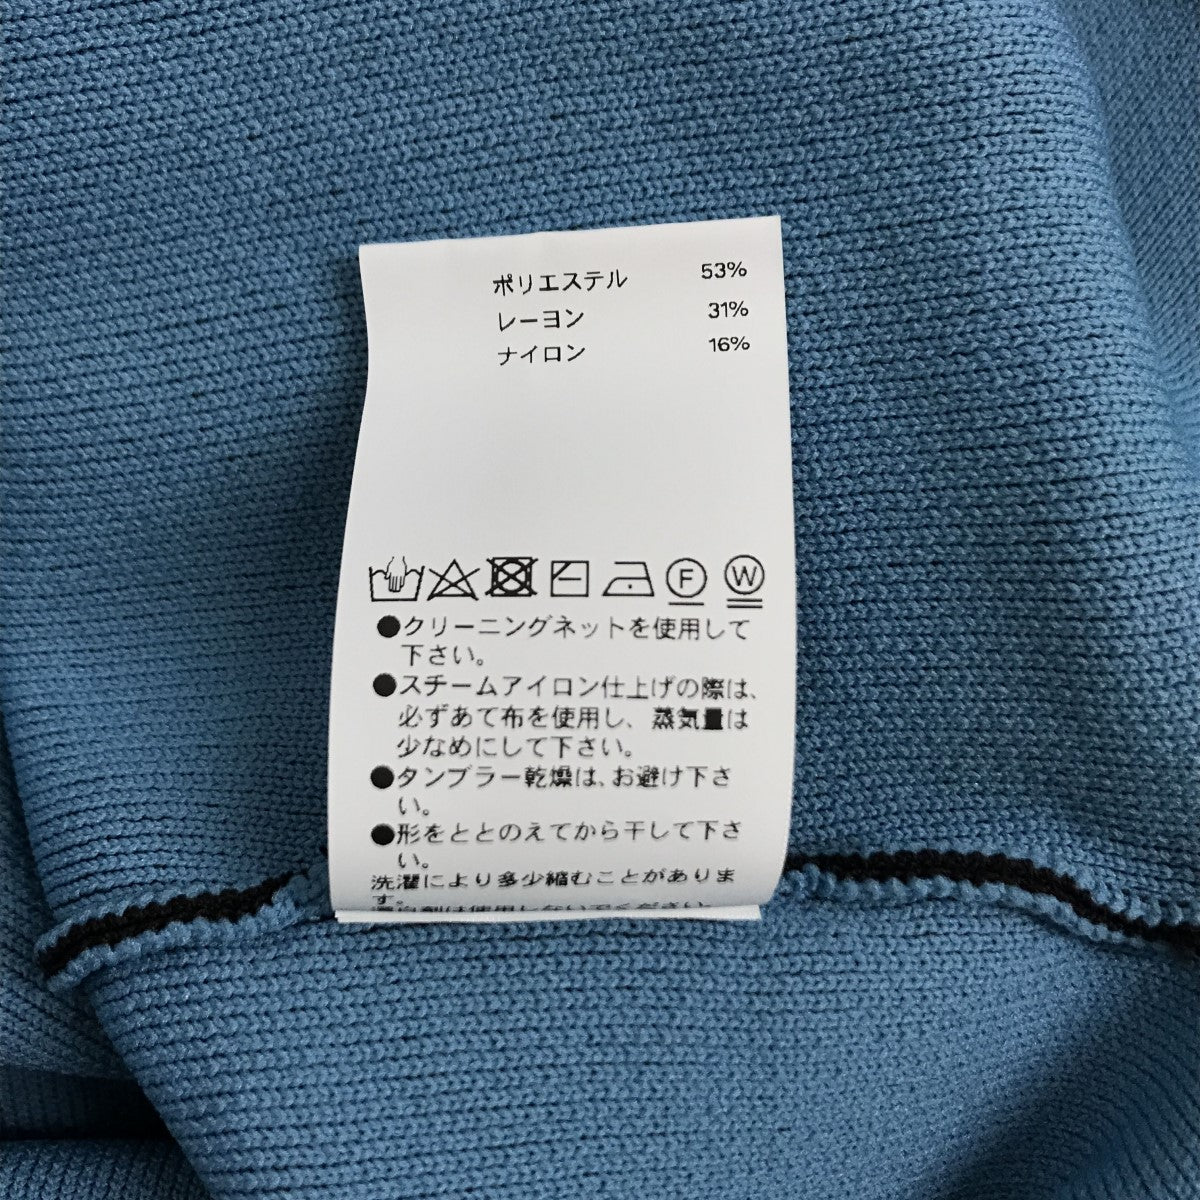 ポリエステル 53%
レーヨン 31%
ナイロン 16%
F W
●クリーニングネットを使用して
下さい。
●スチームアイロン仕上げの際は、
必ずあて布を使用し、蒸気量は
少なめにして下さい。
●タンブラー乾燥は、お避け下さ
い。
●形をととのえてから干して下さ
い。
洗濯により多少縮むことがありま
す。